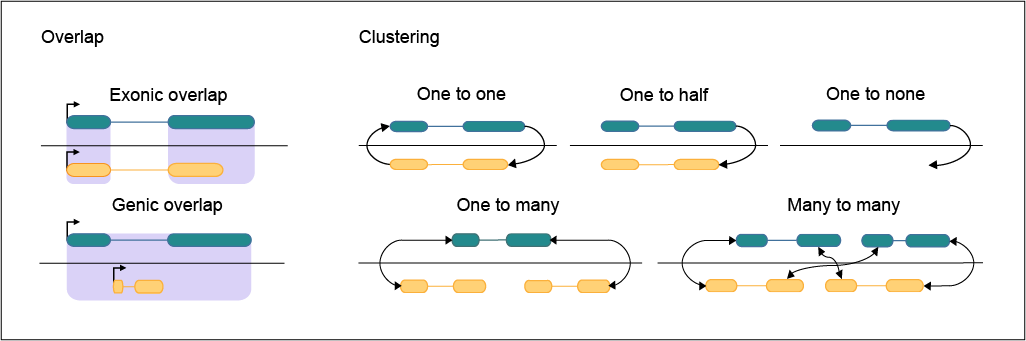 Overlap
Clustering
Exonic overlap
One to one
One to half
One to none
Genic overlap
One to many
Many to many